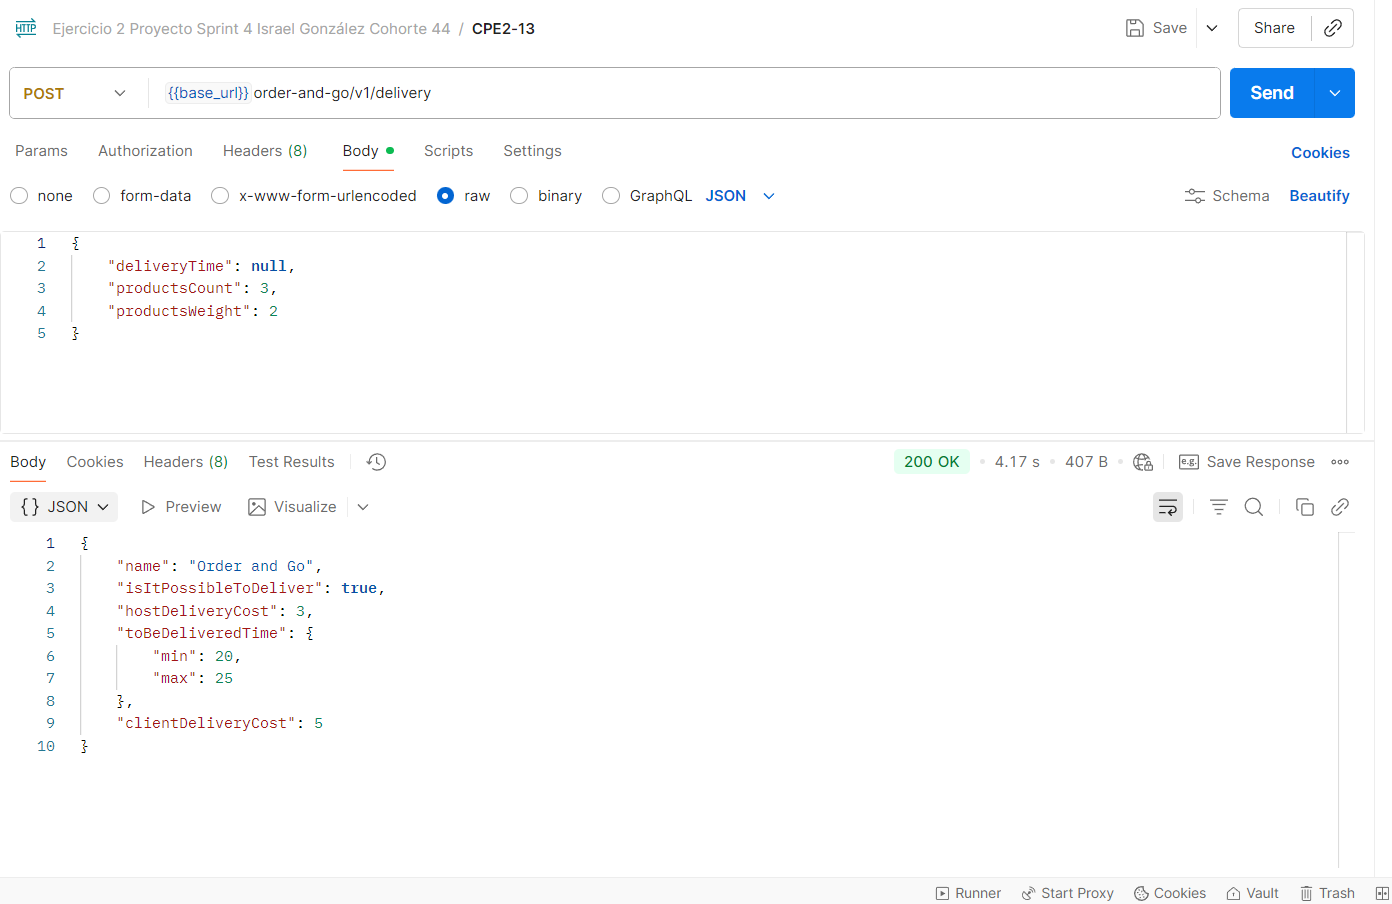 HTTP Ejercicio 2 Proyecto Sprint 4 Israel González Cohorte 44 / CPE2-13 Save Share
POST {{base_url}} order-and-go/v1/delivery Send
Params Authorization Headers (8) Body Scripts Settings Cookies
none form-data x-www-form-urlencoded raw binary GraphQL JSON Schema Beautify
1 {
2 "deliveryTime": null,
3 "productsCount": 3,
4 "productsWeight": 2
5 }
Body Cookies Headers (8) Test Results 200 OK 4.17 s 407 B e.g. Save Response
{} JSON Preview Visualize
1 {
2 "name": "Order and Go",
3 "isItPossibleToDeliver": true,
4 "hostDeliveryCost": 3,
5 "toBeDeliveredTime": {
6 "min": 20,
7 "max": 25
8 },
9 "clientDeliveryCost": 5
10 }
Runner Start Proxy Cookies Vault Trash